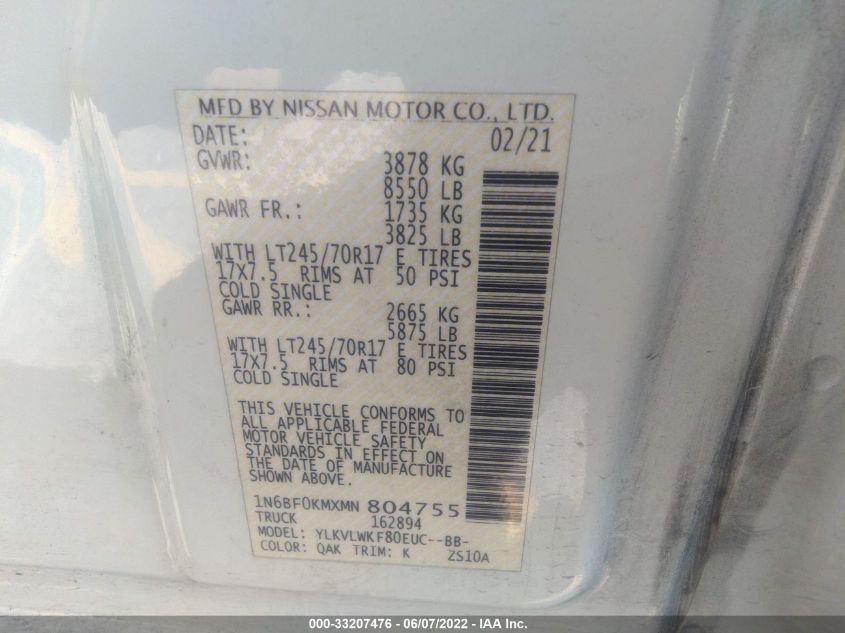 MFD BY NISSAN MOTOR CO., LTD.
DATE: 02/21
GVWR: 3878 KG
8550 LB
GAWR FR.: 1735 KG
3825 LB
WITH LT245/70R17 E TIRES
17X7.5 RIMS AT 50 PSI
COLD SINGLE
GAWR RR.: 2665 KG
5875 LB
WITH LT245/70R17 E TIRES
17X7.5 RIMS AT 80 PSI
COLD SINGLE
THIS VEHICLE CONFORMS TO
ALL APPLICABLE FEDERAL
MOTOR VEHICLE SAFETY
STANDARDS IN EFFECT ON
THE DATE OF MANUFACTURE
SHOWN ABOVE.
1N6BF0KMXMN 804755
TRUCK 162894
MODEL: YLKVLWKF80EUC--BB-
COLOR: QAK TRIM: K ZS10A
000-33207476 - 06/07/2022 - IAA Inc.